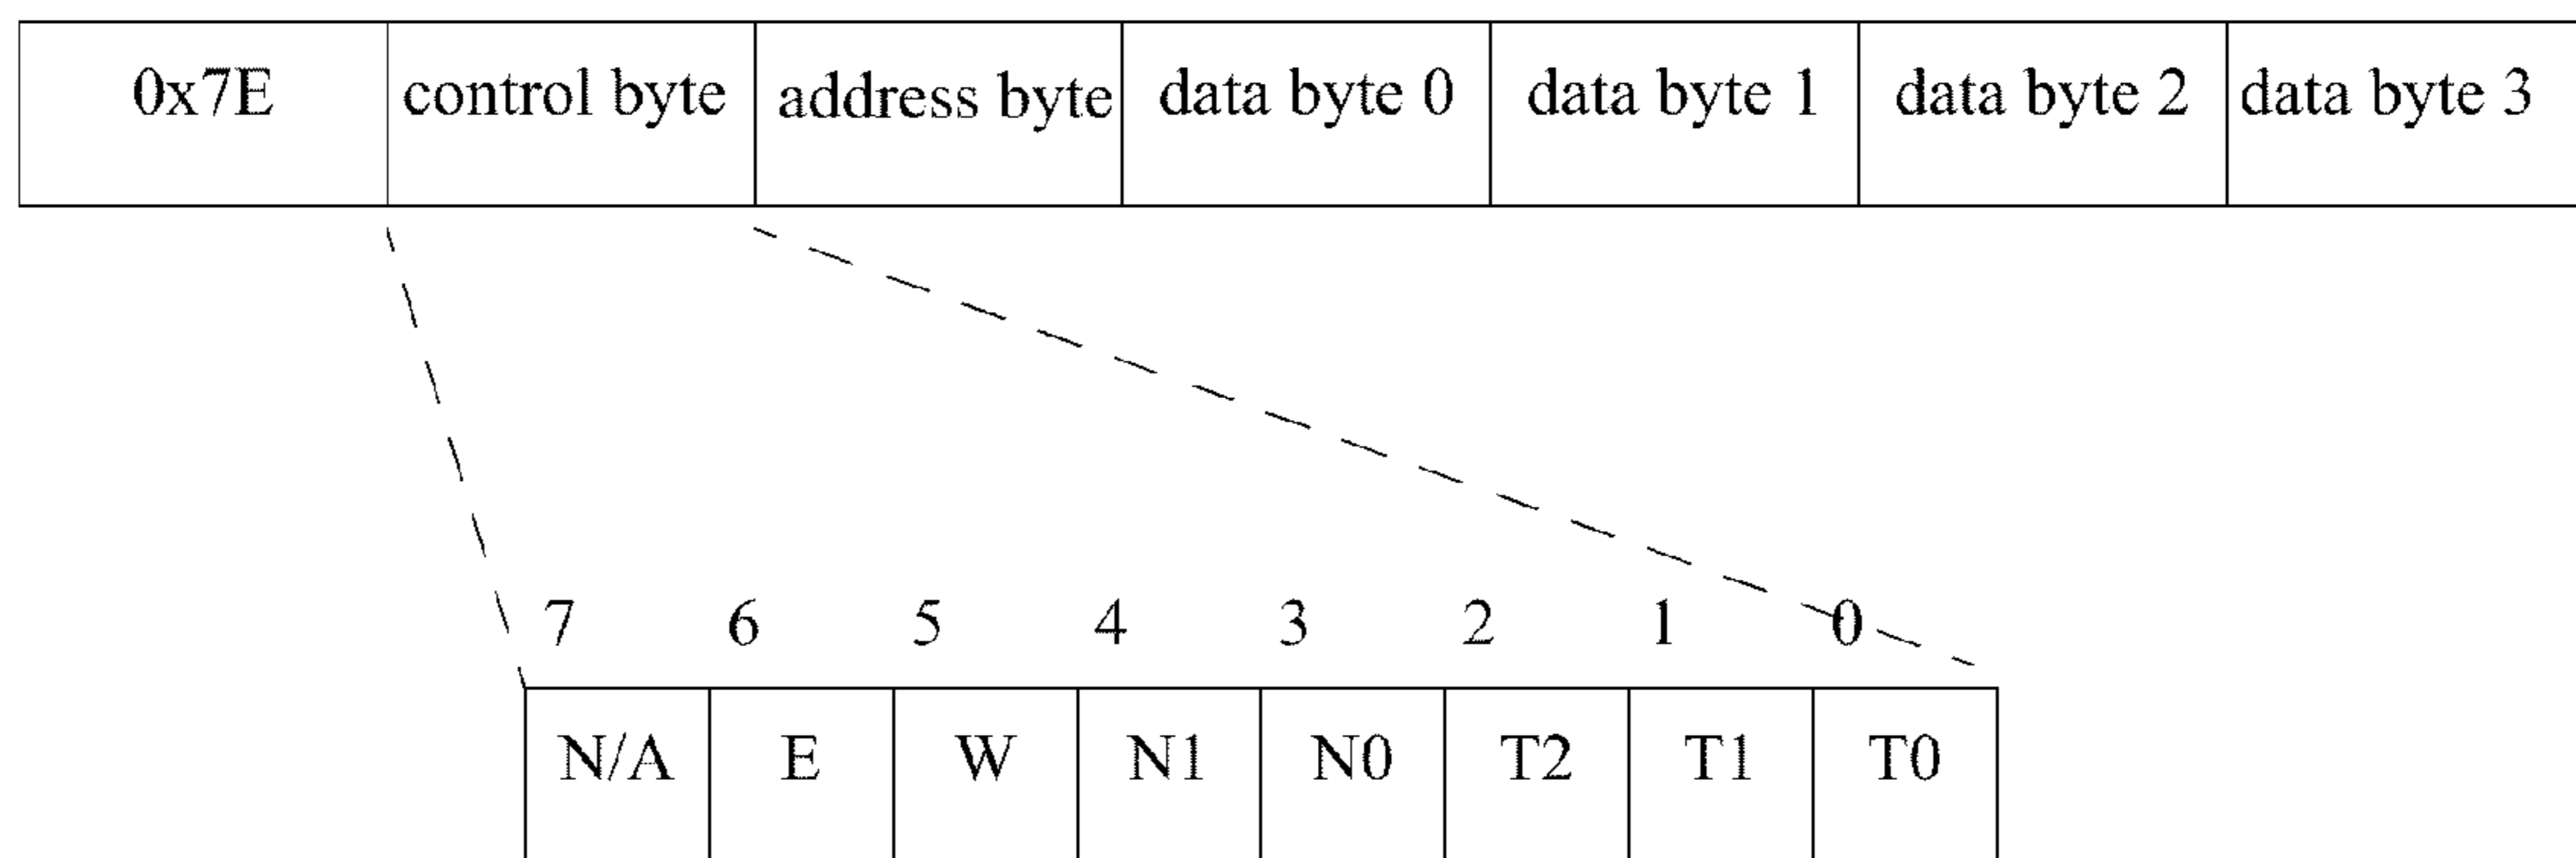 0x7E control byte address byte data byte 0 data byte 1 data byte 2 data byte 3
7 6 5 4 3 2 1 0
N/A E W N1 N0 T2 T1 T0